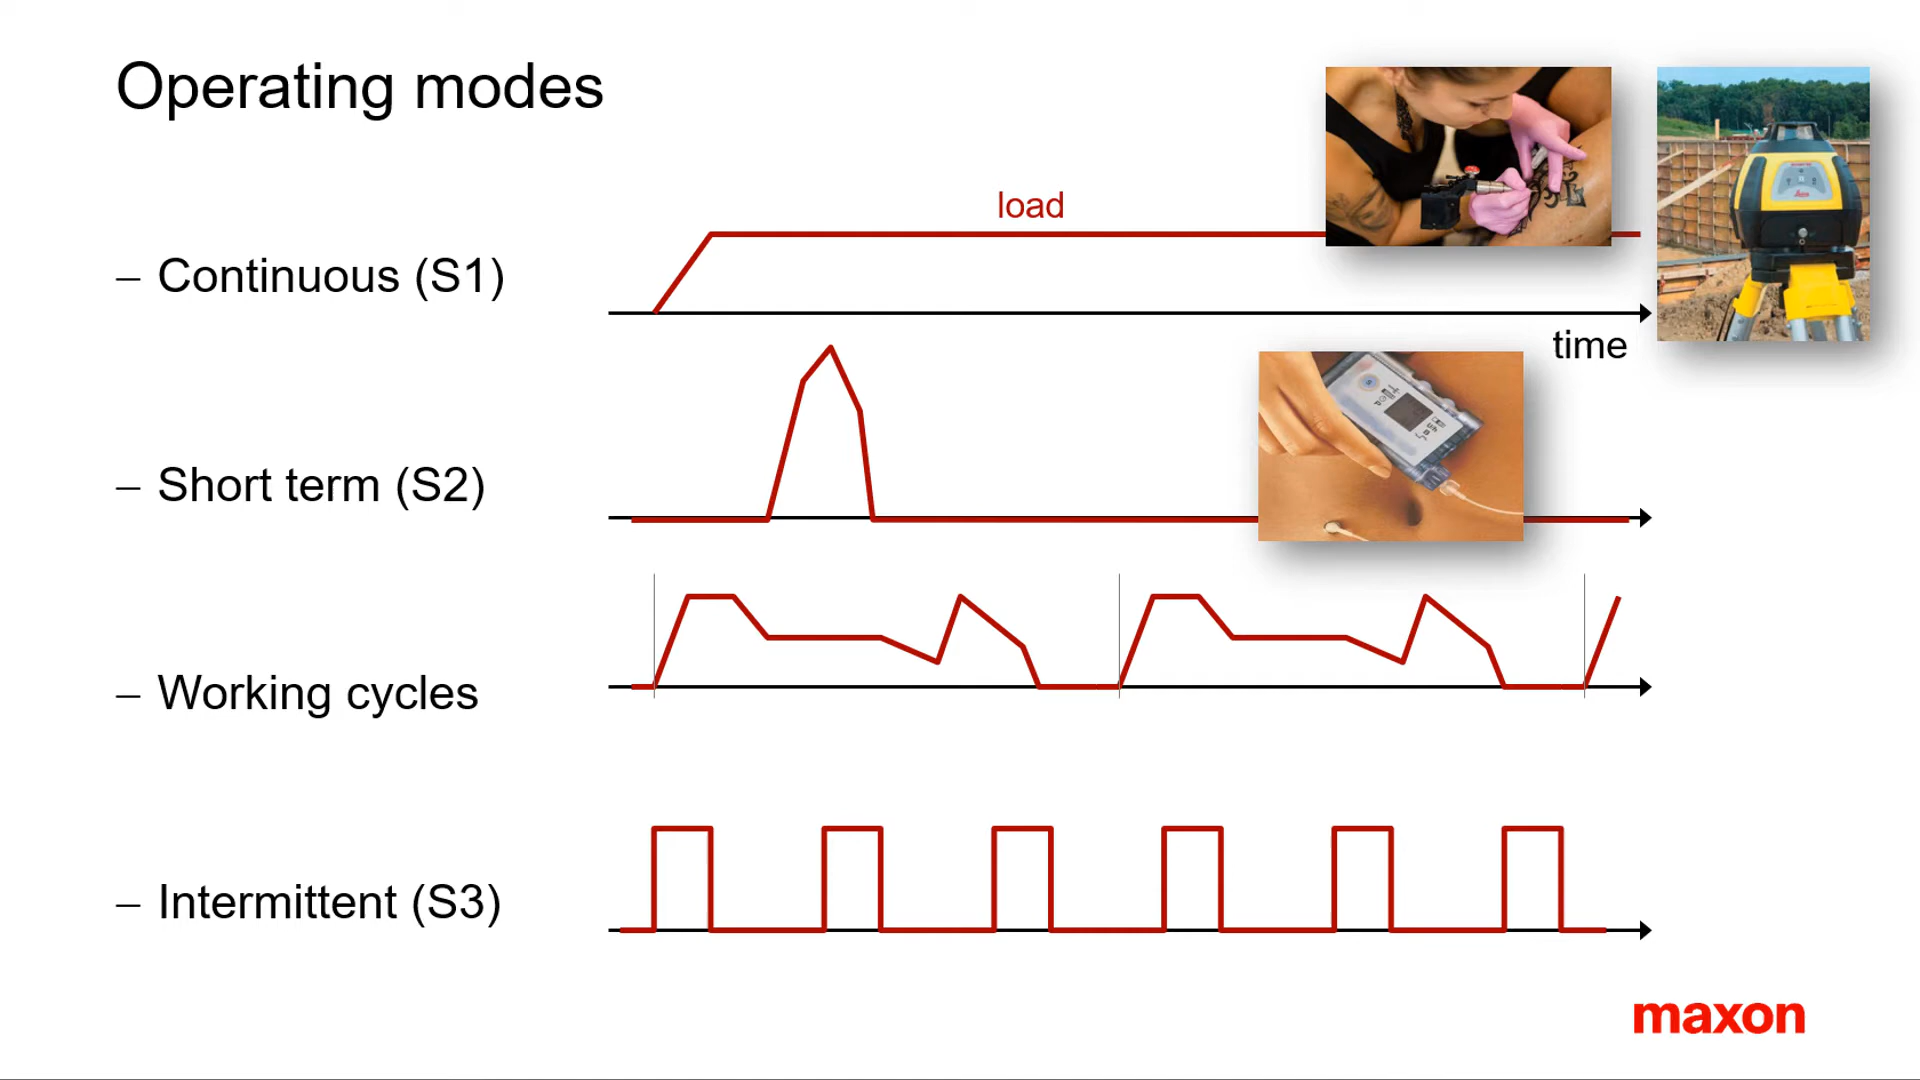 Operating modes
load
– Continuous (S1)
time
– Short term (S2)
– Working cycles
– Intermittent (S3)
maxon